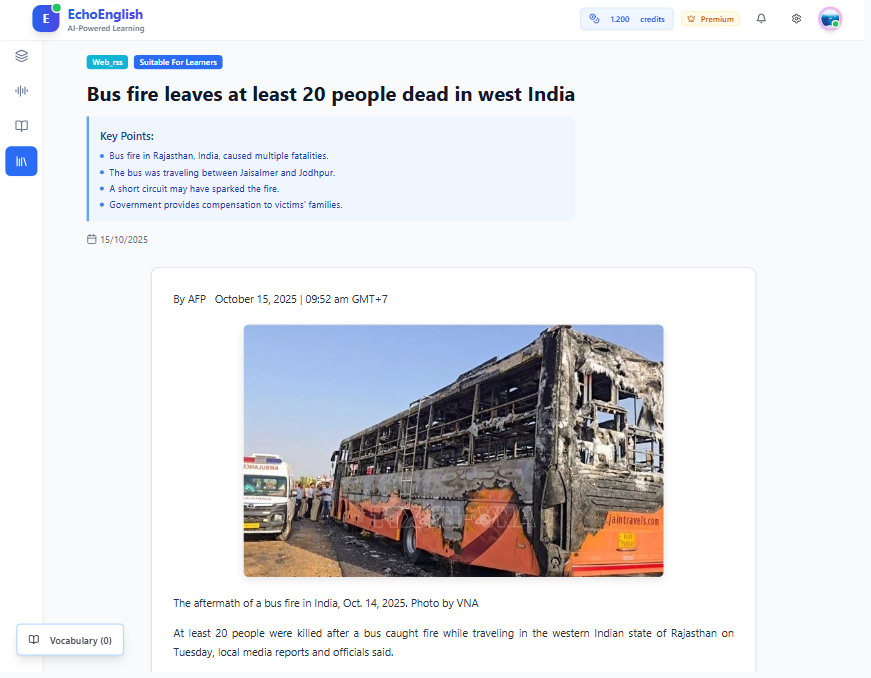 E
EchoEnglish
AI-Powered Learning
1.200 credits
Premium
Web_rss
Suitable For Learners
Bus fire leaves at least 20 people dead in west India
Key Points:
Bus fire in Rajasthan, India, caused multiple fatalities.
The bus was traveling between Jaisalmer and Jodhpur.
A short circuit may have sparked the fire.
Government provides compensation to victims' families.
15/10/2025
By AFP October 15, 2025 | 09:52 am GMT+7
jaintravels.com
The aftermath of a bus fire in India, Oct. 14, 2025. Photo by VNA
At least 20 people were killed after a bus caught fire while traveling in the western Indian state of Rajasthan on
Tuesday, local media reports and officials said.
Vocabulary (0)